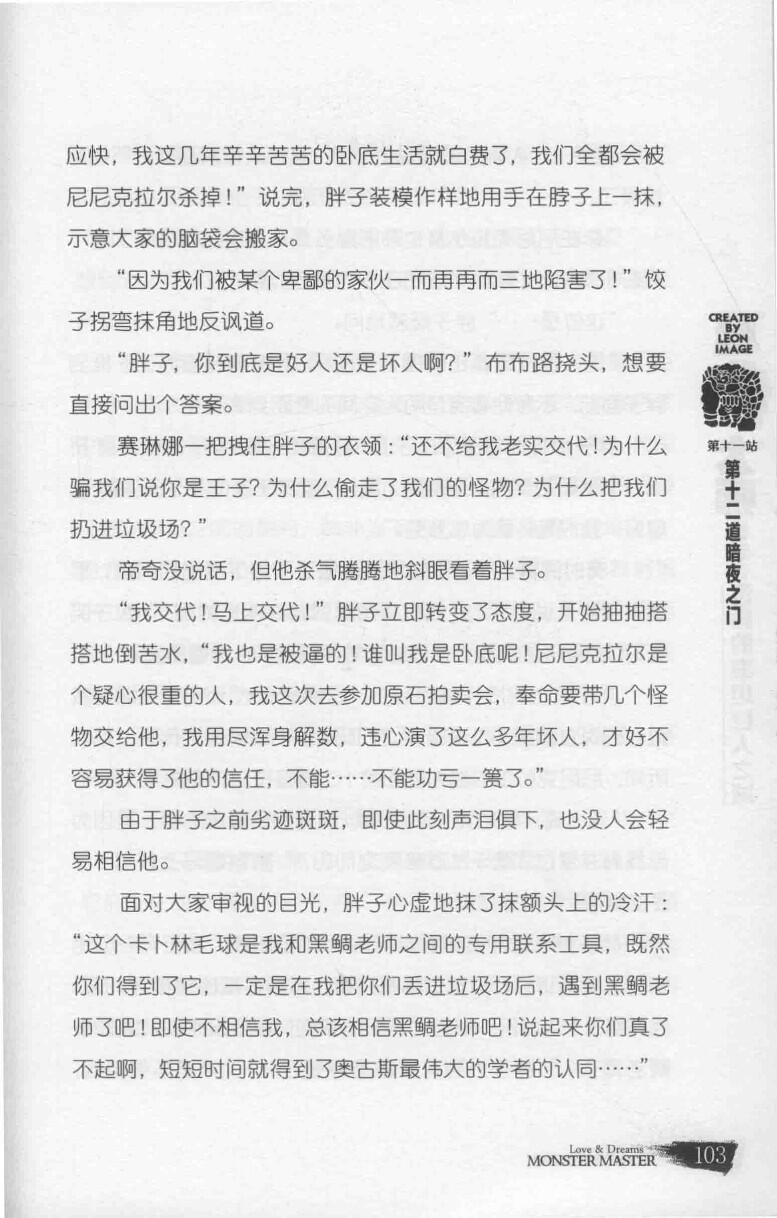 应快，我这几年辛辛苦苦的卧底生活就白费了，我们全都会被
尼尼克拉尔杀掉！”说完，胖子装模作样地用手在脖子上一抹，
示意大家的脑袋会搬家。
“因为我们被某个卑鄙的家伙一而再再而三地陷害了！”饺
子拐弯抹角地反讽道。
“胖子，你到底是好人还是坏人啊？”布布路挠头，想要
直接问出个答案。
赛琳娜一把拽住胖子的衣领：“还不给我老实交代！为什么
骗我们说你是王子？为什么偷走了我们的怪物？为什么把我们
扔进垃圾场？”
帝奇没说话，但他杀气腾腾地斜眼看着胖子。
“我交代！马上交代！”胖子立即转变了态度，开始抽抽搭
搭地倒苦水，“我也是被逼的！谁叫我是卧底呢！尼尼克拉尔是
个疑心很重的人，我这次去参加原石拍卖会，奉命要带几个怪
物交给他，我用尽浑身解数，违心演了这么多年坏人，才好不
容易获得了他的信任，不能……不能功亏一篑了。”
由于胖子之前劣迹斑斑，即使此刻声泪俱下，也没人会轻
易相信他。
面对大家审视的目光，胖子心虚地抹了抹额头上的冷汗：
“这个卡卜林毛球是我和黑鲷老师之间的专用联系工具，既然
你们得到了它，一定是在我把你们丢进垃圾场后，遇到黑鲷老
师了吧！即使不相信我，总该相信黑鲷老师吧！说起来你们真了
不起啊，短短时间就得到了奥古斯最伟大的学者的认同……”
CREATED
BY
LEON
IMAGE
第十一站
第十二道暗夜之门
Love & Dreams
MONSTER MASTER
103